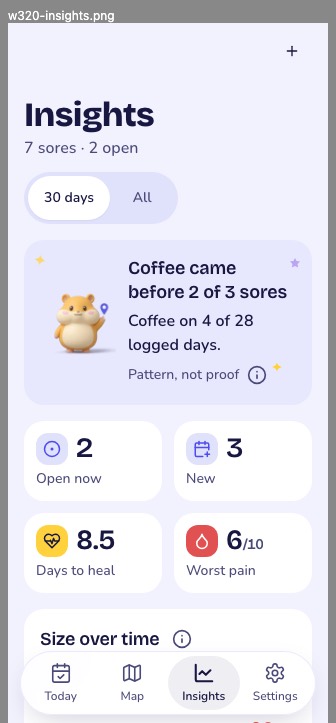 w320-insights.png
Insights
7 sores · 2 open
30 days
All
Coffee came
before 2 of 3 sores
Coffee on 4 of 28
logged days.
Pattern, not proof
2
Open now
3
New
8.5
Days to heal
6/10
Worst pain
Size over time
Today
Map
Insights
Settings